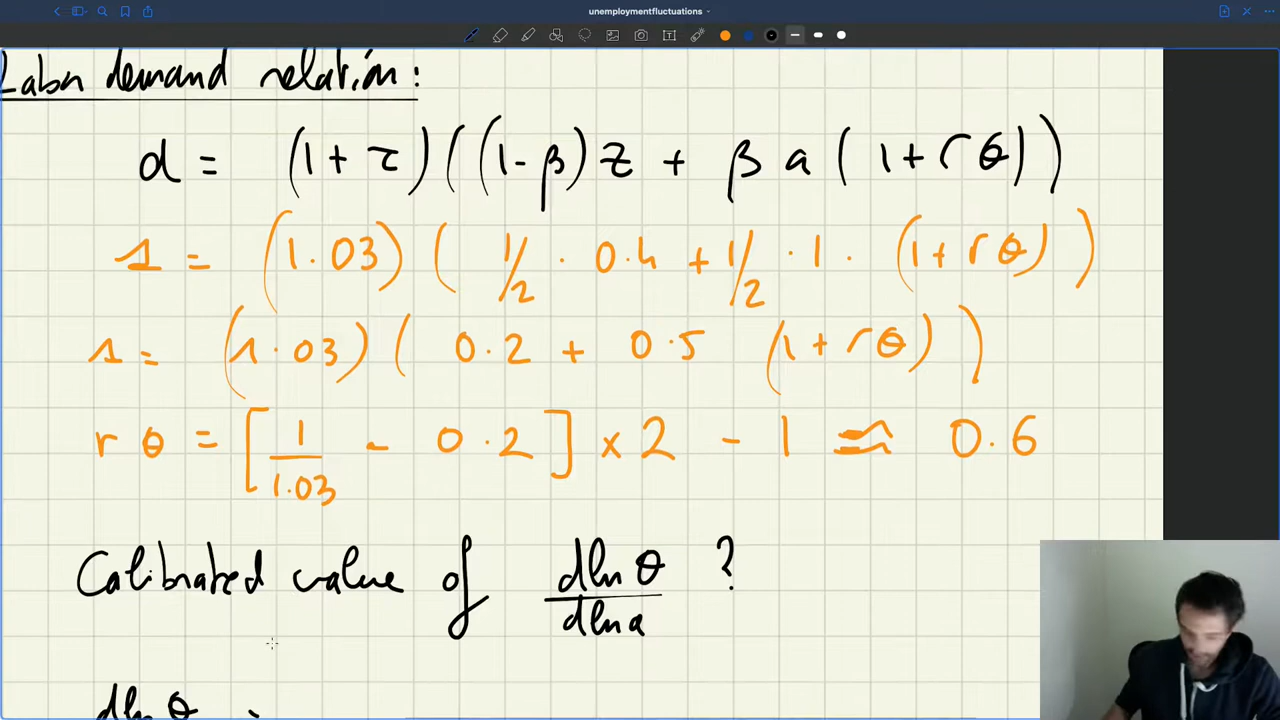 unemploymentfluctuations
Labor demand relation:
a = (1+τ)((1-β)z + βa(1+rθ))
1 = (1.03)(1/2 · 0.4 + 1/2 · 1 · (1+rθ))
1 = (1.03)(0.2 + 0.5 (1+rθ))
rθ = [1/1.03 - 0.2] × 2 - 1 ≈ 0.6
Calibrated value of dlnθ/dlna ?
dlnθ